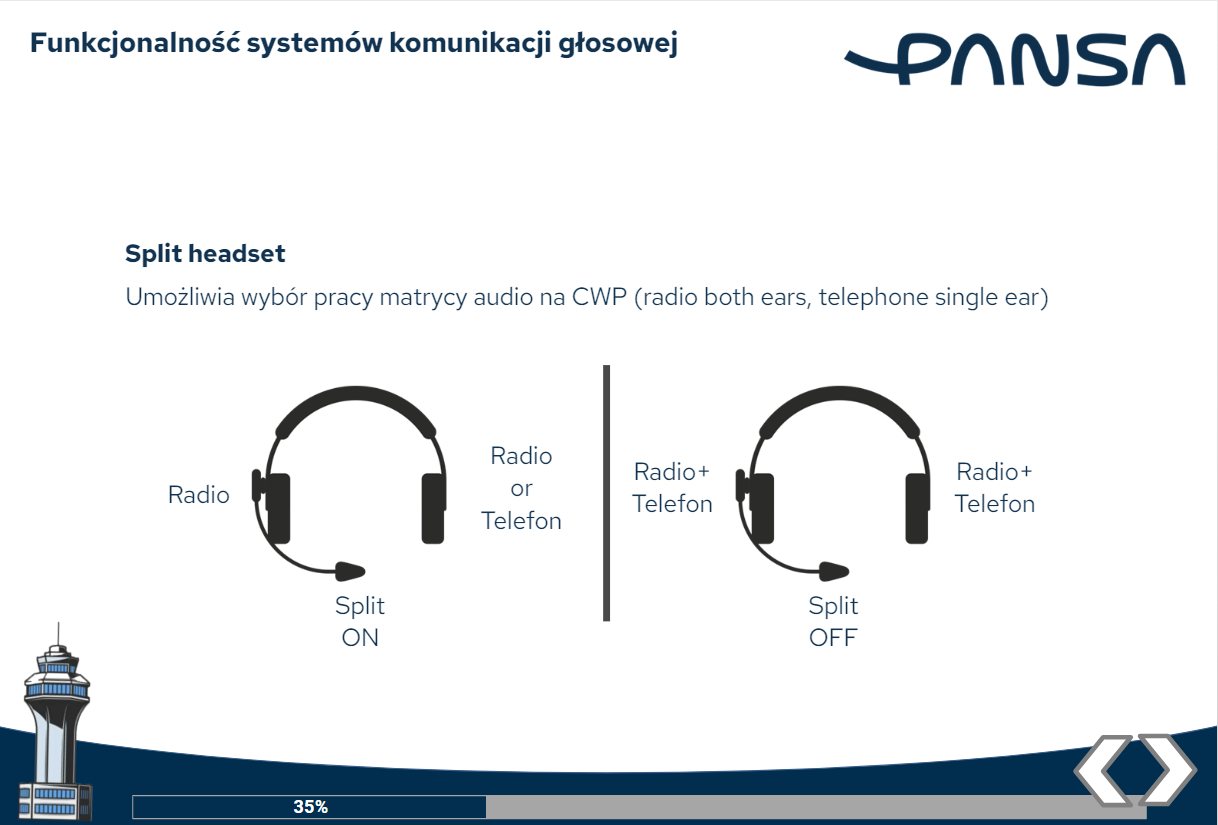 Funkcjonalność systemów komunikacji głosowej
PANSA
Split headset
Umożliwia wybór pracy matrycy audio na CWP (radio both ears, telephone single ear)
Radio
Radio
or
Telefon
Split
ON
Radio+
Telefon
Radio+
Telefon
Split
OFF
35%